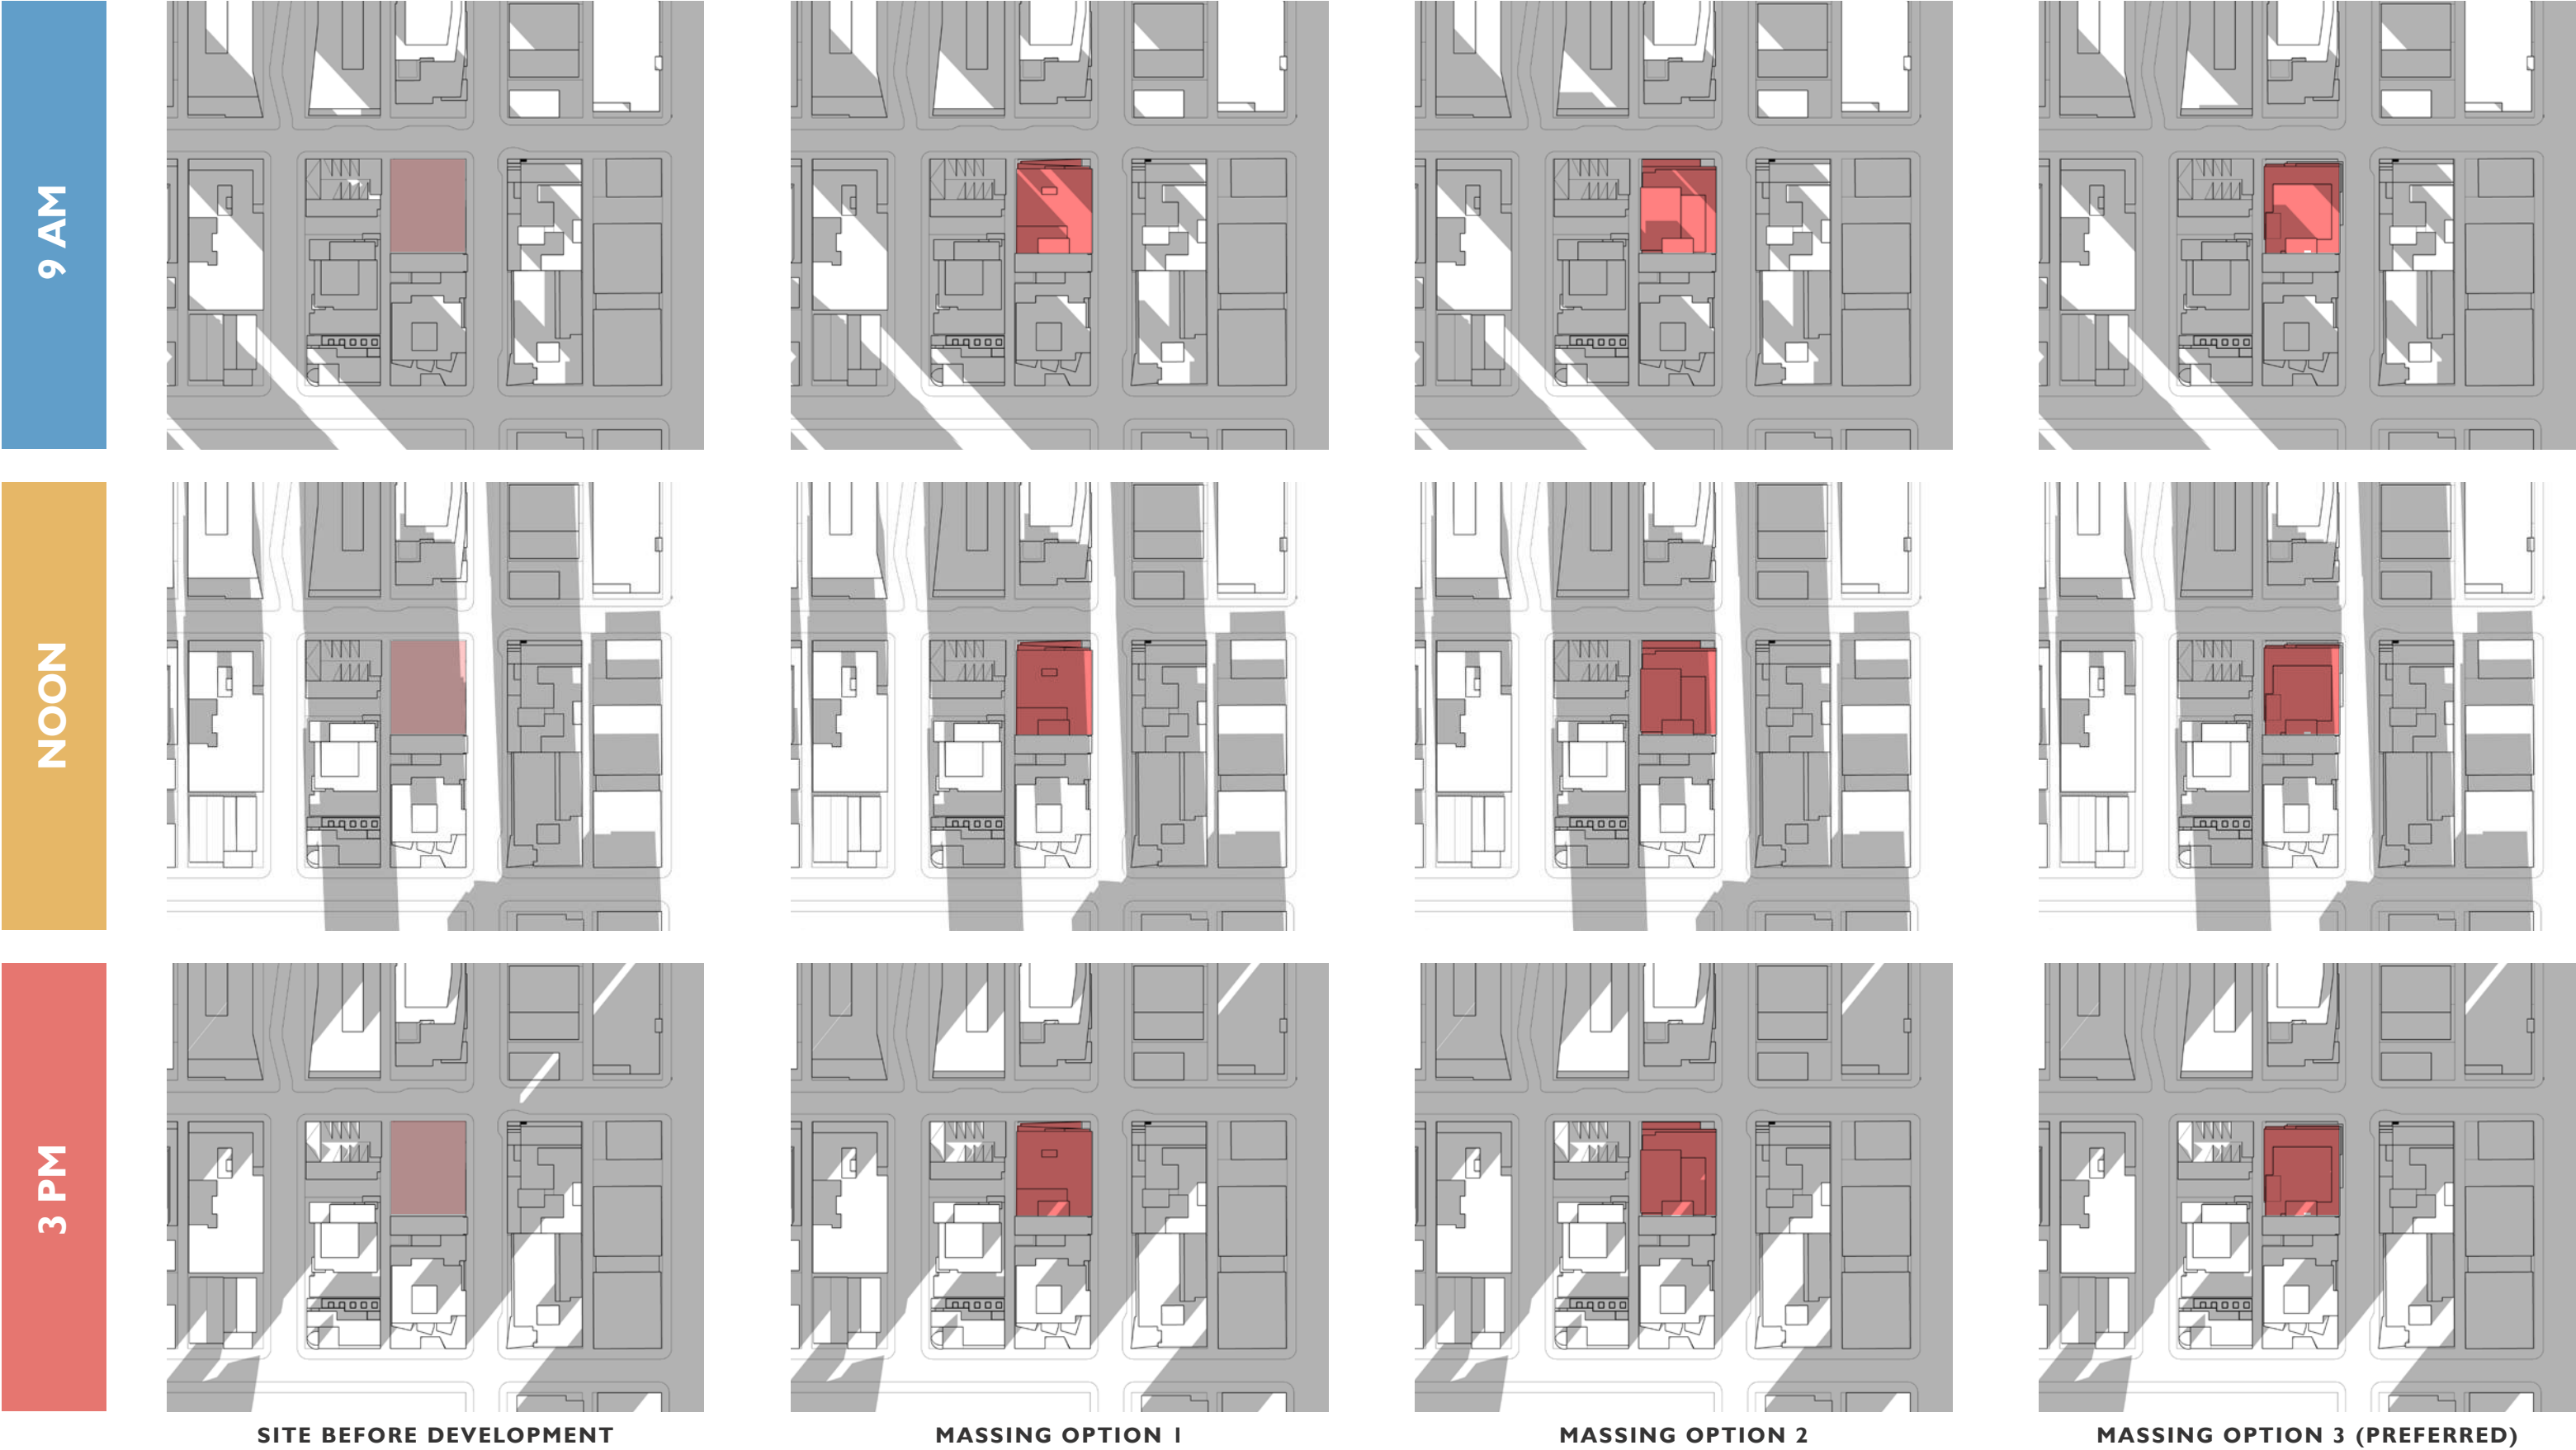 9 AM
NOON
3 PM
SITE BEFORE DEVELOPMENT
MASSING OPTION 1
MASSING OPTION 2
MASSING OPTION 3 (PREFERRED)